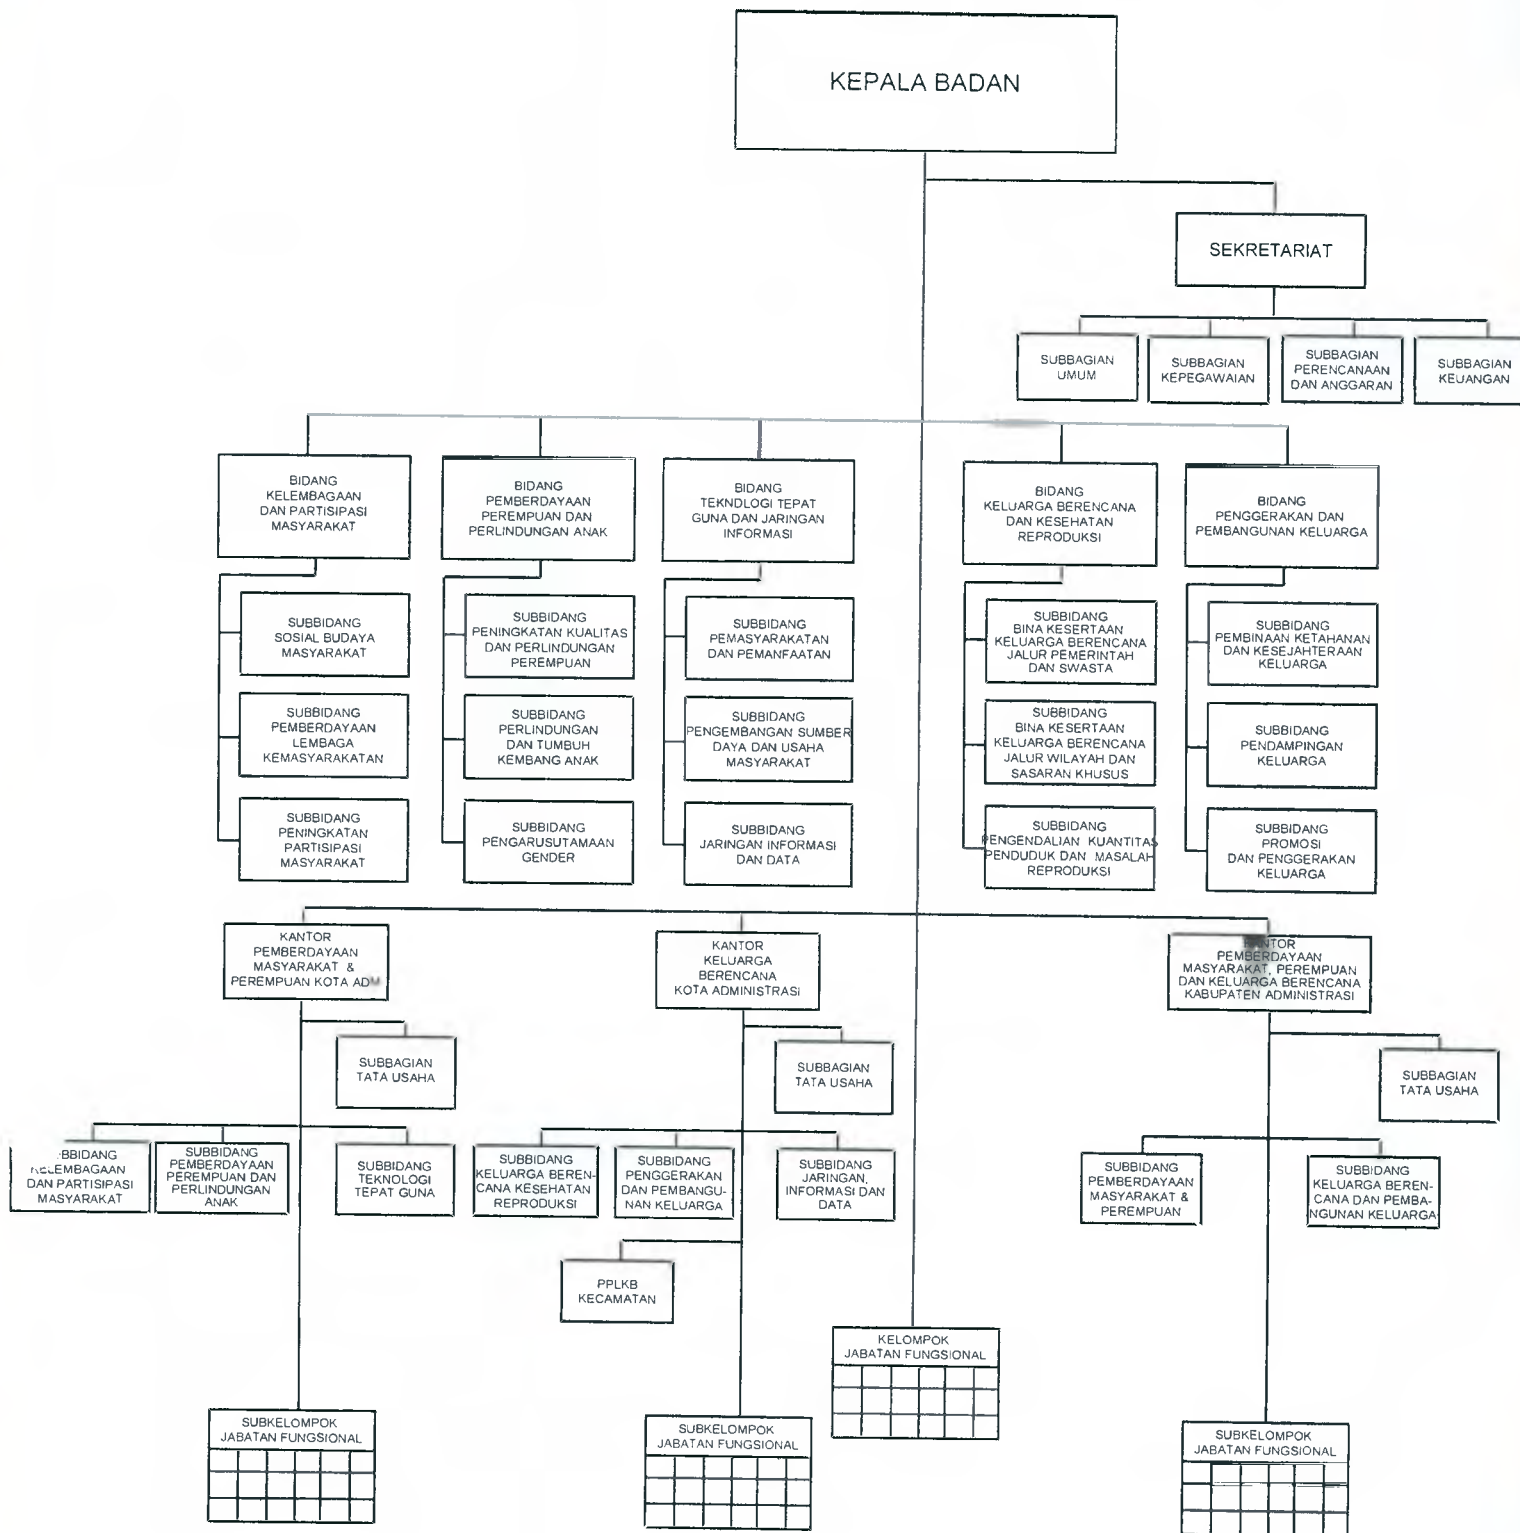 KEPALA BADAN
SEKRETARIAT
SUBBAGIAN
UMUM
SUBBAGIAN
KEPEGAWAIAN
SUBBAGIAN
PERENCANAAN
DAN ANGGARAN
SUBBAGIAN
KEUANGAN
BIDANG
KELEMBAGAAN
DAN PARTISIPASI
MASYARAKAT
BIDANG
PEMBERDAYAAN
PEREMPUAN DAN
PERLINDUNGAN ANAK
BIDANG
TEKNDLOGI TEPAT
GUNA DAN JARINGAN
INFORMASI
BIDANG
KELUARGA BERENCANA
DAN KESEHATAN
REPRODUKSI
BIDANG
PENGGERAKAN DAN
PEMBANGUNAN KELUARGA
SUBBIDANG
SOSIAL BUDAYA
MASYARAKAT
SUBBIDANG
PENINGKATAN KUALITAS
DAN PERLINDUNGAN
PEREMPUAN
SUBBIDANG
PEMASYARAKATAN
DAN PEMANFAATAN
SUBBIDANG
BINA KESERTAAN
KELUARGA BERENCANA
JALUR PEMERINTAH
DAN SWASTA
SUBBIDANG
PEMBINAAN KETAHANAN
DAN KESEJAHTERAAN
KELUARGA
SUBBIDANG
PEMBERDAYAAN
LEMBAGA
KEMASYARAKATAN
SUBBIDANG
PERLINDUNGAN
DAN TUMBUH
KEMBANG ANAK
SUBBIDANG
PENGEMBANGAN SUMBER
DAYA DAN USAHA
MASYARAKAT
SUBBIDANG
BINA KESERTAAN
KELUARGA BERENCANA
JALUR WILAYAH DAN
SASARAN KHUSUS
SUBBIDANG
PENDAMPINGAN
KELUARGA
SUBBIDANG
PENINGKATAN
PARTISIPASI
MASYARAKAT
SUBBIDANG
PENGARUSUTAMAAN
GENDER
SUBBIDANG
JARINGAN INFORMASI
DAN DATA
SUBBIDANG
PENGENDALIAN KUANTITAS
PENDUDUK DAN MASALAH
REPRODUKSI
SUBBIDANG
PROMOSI
DAN PENGGERAKAN
KELUARGA
KANTOR
PEMBERDAYAAN
MASYARAKAT &
PEREMPUAN KOTA ADM
KANTOR
KELUARGA
BERENCANA
KOTA ADMINISTRASI
KANTOR
PEMBERDAYAAN
MASYARAKAT, PEREMPUAN
DAN KELUARGA BERENCANA
KABUPATEN ADMINISTRASI
SUBBAGIAN
TATA USAHA
SUBBAGIAN
TATA USAHA
SUBBAGIAN
TATA USAHA
BBIDANG
KELEMBAGAAN
DAN PARTISIPASI
MASYARAKAT
SUBBIDANG
PEMBERDAYAAN
PEREMPUAN DAN
PERLINDUNGAN
ANAK
SUBBIDANG
TEKNOLOGI
TEPAT GUNA
SUBBIDANG
KELUARGA BEREN-
CANA KESEHATAN
REPRODUKSI
SUBBIDANG
PENGGERAKAN
DAN PEMBANGU-
NAN KELUARGA
SUBBIDANG
JARINGAN,
INFORMASI DAN
DATA
SUBBIDANG
PEMBERDAYAAN
MASYARAKAT &
PEREMPUAN
SUBBIDANG
KELUARGA BEREN-
CANA DAN PEMBA-
NGUNAN KELUARGA
PPLKB
KECAMATAN
KELOMPOK
JABATAN FUNGSIONAL
SUBKELOMPOK
JABATAN FUNGSIONAL
SUBKELOMPOK
JABATAN FUNGSIONAL
SUBKELOMPOK
JABATAN FUNGSIONAL